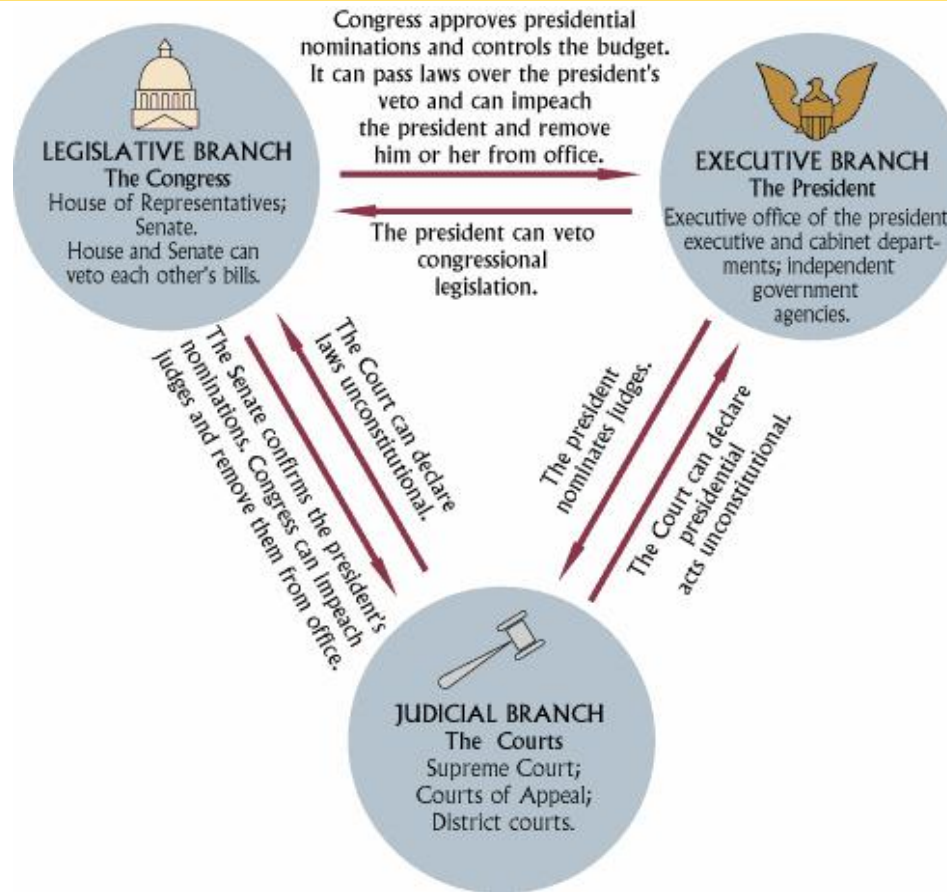 Congress approves presidential
nominations and controls the budget.
It can pass laws over the president's
veto and can impeach
the president and remove
him or her from office.
LEGISLATIVE BRANCH
The Congress
House of Representatives;
Senate.
House and Senate can
veto each other's bills.
EXECUTIVE BRANCH
The President
Executive office of the president
executive and cabinet depart-
ments; independent
government
agencies.
The president can veto
congressional
legislation.
The Senate confirms the president's
nominations. Congress can impeach
judges and remove them from office.
The Court can declare
laws unconstitutional.
The president
nominates judges.
The Court can declare
presidential
acts unconstitutional.
JUDICIAL BRANCH
The Courts
Supreme Court;
Courts of Appeal;
District courts.